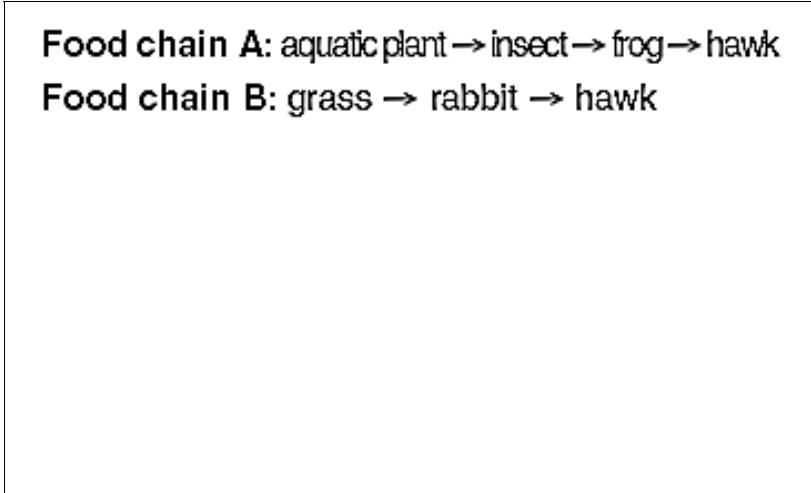 Food chain A: aquatic plant → insect → frog → hawk
Food chain B: grass → rabbit → hawk